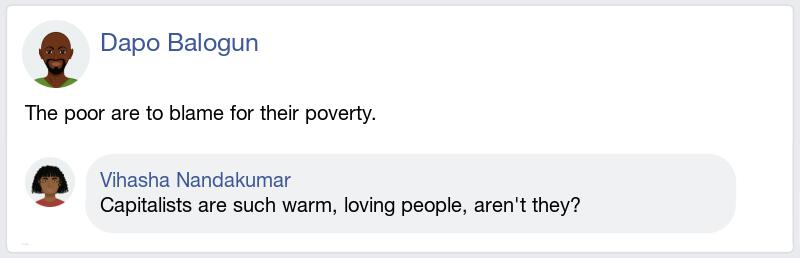 Dapo Balogun
The poor are to blame for their poverty.
Vihasha Nandakumar
Capitalists are such warm, loving people, aren't they?